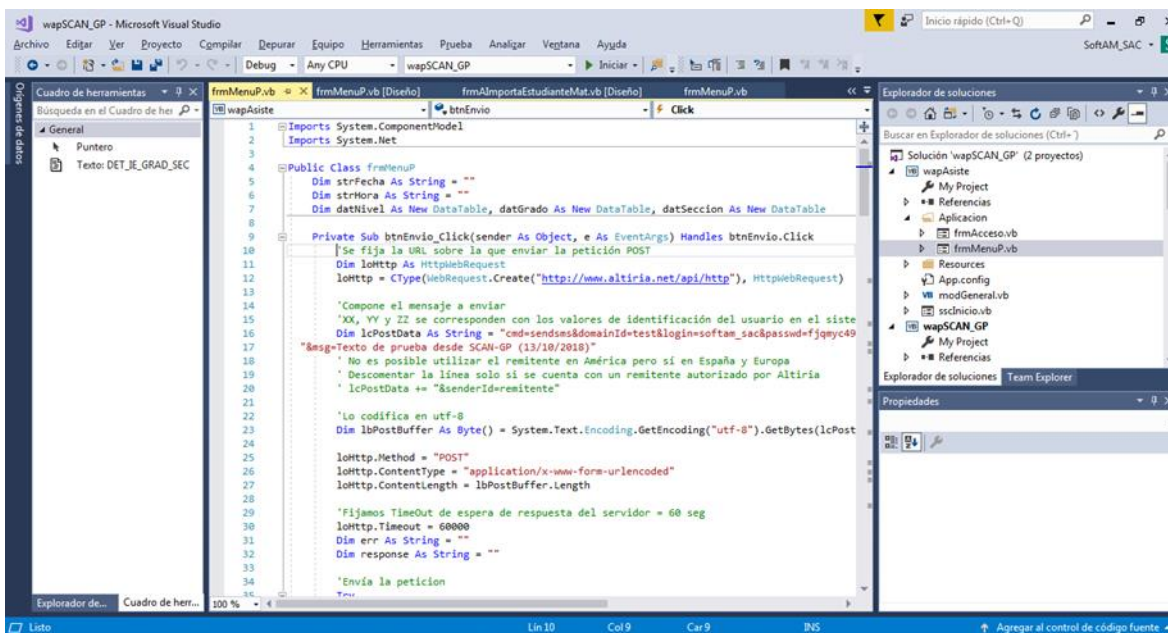 wapSCAN_GP - Microsoft Visual Studio
Inicio rápido (Ctrl+Q)
Archivo Editar Ver Proyecto Compilar Depurar Equipo Herramientas Prueba Analizar Ventana Ayuda
SoftAM_SAC
Debug Any CPU wapSCAN_GP Iniciar
Orígenes de datos
Cuadro de herramientas
Búsqueda en el Cuadro de her
General
Puntero
Texto: DET_IE_GRAD_SEC
Explorador de... Cuadro de herr...
frmMenuP.vb frmMenuP.vb [Diseño] frmAImportaEstudianteMat.vb [Diseño] frmMenuP.vb
wapAsiste btnEnvio Click
1 Imports System.ComponentModel
2 Imports System.Net
3
4 Public Class frmMenuP
5 Dim strFecha As String = ""
6 Dim strHora As String = ""
7 Dim datNivel As New DataTable, datGrado As New DataTable, datSeccion As New DataTable
8
9 Private Sub btnEnvio_Click(sender As Object, e As EventArgs) Handles btnEnvio.Click
10 'Se fija la URL sobre la que enviar la petición POST
11 Dim loHttp As HttpWebRequest
12 loHttp = CType(WebRequest.Create("http://www.altiria.net/api/http"), HttpWebRequest)
13
14 'Compone el mensaje a enviar
15 'XX, YY y ZZ se corresponden con los valores de identificación del usuario en el siste
16 Dim lcPostData As String = "cmd=sendsms&domainId=test&login=softam_sac&passwd=fjqmyc49
17 "&msg=Texto de prueba desde SCAN-GP (13/10/2018)"
18 ' No es posible utilizar el remitente en América pero sí en España y Europa
19 ' Descomentar la línea solo si se cuenta con un remitente autorizado por Altiria
20 ' lcPostData += "&senderId=remitente"
21
22 'Lo codifica en utf-8
23 Dim lbPostBuffer As Byte() = System.Text.Encoding.GetEncoding("utf-8").GetBytes(lcPost
24
25 loHttp.Method = "POST"
26 loHttp.ContentType = "application/x-www-form-urlencoded"
27 loHttp.ContentLength = lbPostBuffer.Length
28
29 'Fijamos TimeOut de espera de respuesta del servidor = 60 seg
30 loHttp.Timeout = 60000
31 Dim err As String = ""
32 Dim response As String = ""
33
34 'Envía la peticion
35 Try
100 %
Explorador de soluciones
Buscar en Explorador de soluciones (Ctrl+´)
Solución 'wapSCAN_GP' (2 proyectos)
wapAsiste
My Project
Referencias
Aplicacion
frmAcceso.vb
frmMenuP.vb
Resources
App.config
modGeneral.vb
sscInicio.vb
wapSCAN_GP
My Project
Referencias
Explorador de soluciones Team Explorer
Propiedades
Listo Lín 10 Col 9 Car 9 INS Agregar al control de código fuente